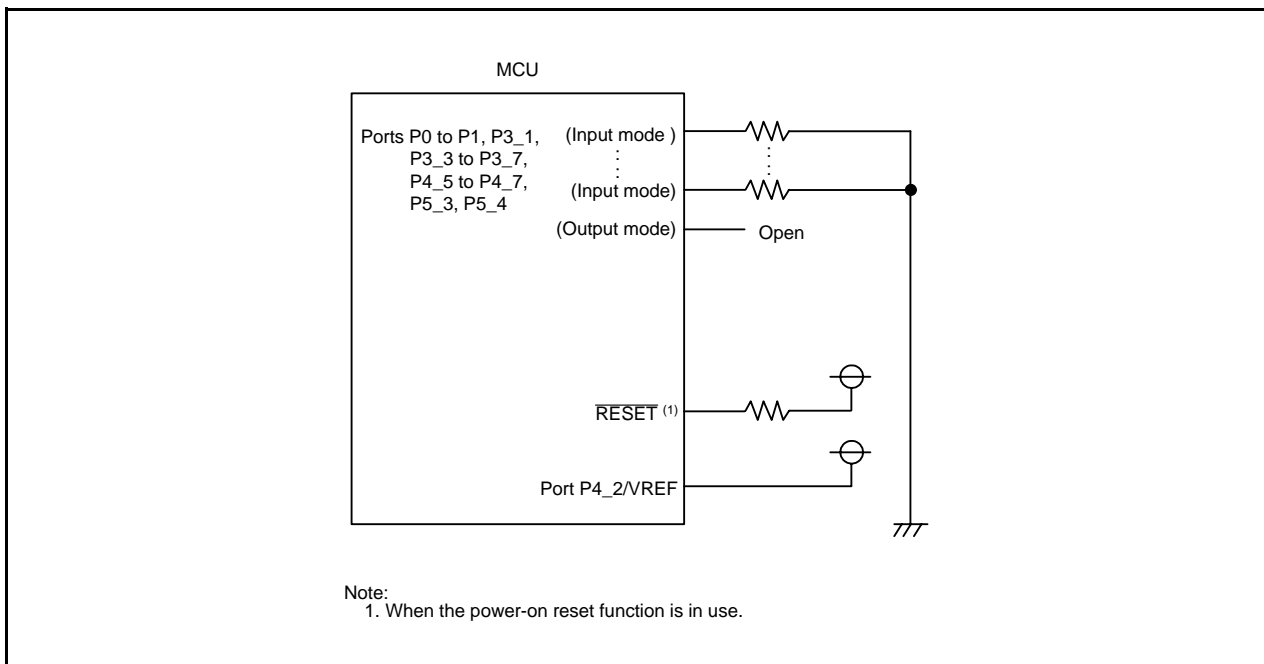 MCU
Ports P0 to P1, P3_1, (Input mode )
P3_3 to P3_7,
P4_5 to P4_7, (Input mode)
P5_3, P5_4
(Output mode) Open
RESET (1)
Port P4_2/VREF
Note:
1. When the power-on reset function is in use.